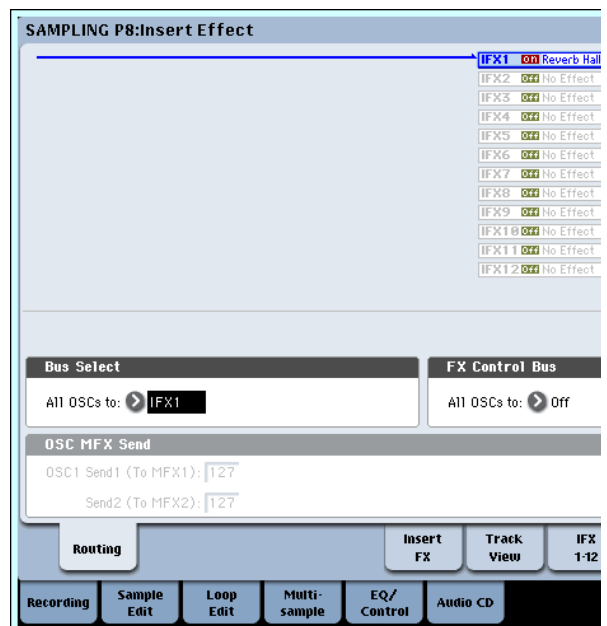 SAMPLING P8:Insert Effect
IFX1 On Reverb Hall
IFX2 Off No Effect
IFX3 Off No Effect
IFX4 Off No Effect
IFX5 Off No Effect
IFX6 Off No Effect
IFX7 Off No Effect
IFX8 Off No Effect
IFX9 Off No Effect
IFX10 Off No Effect
IFX11 Off No Effect
IFX12 Off No Effect
Bus Select
All OSCs to: IFX1
FX Control Bus
All OSCs to: Off
OSC MFX Send
OSC1 Send1 (To MFX1): 127
Send2 (To MFX2): 127
Routing
Insert
FX
Track
View
IFX
1-12
Recording
Sample
Edit
Loop
Edit
Multi-
sample
EQ/
Control
Audio CD